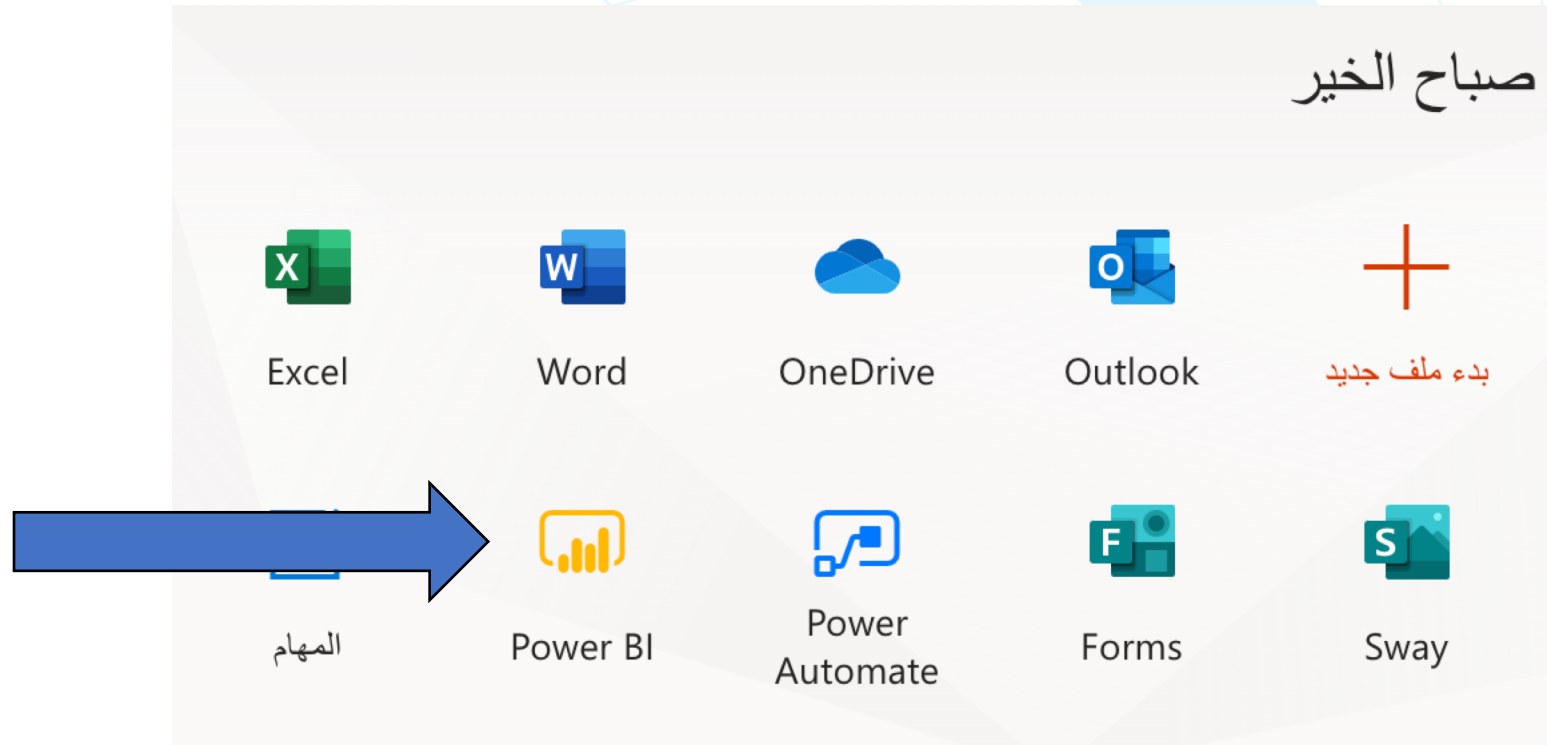 صباح الخير
بدء ملف جديد
Outlook
OneDrive
Word
Excel
Sway
Forms
Power
Automate
Power BI
المهام